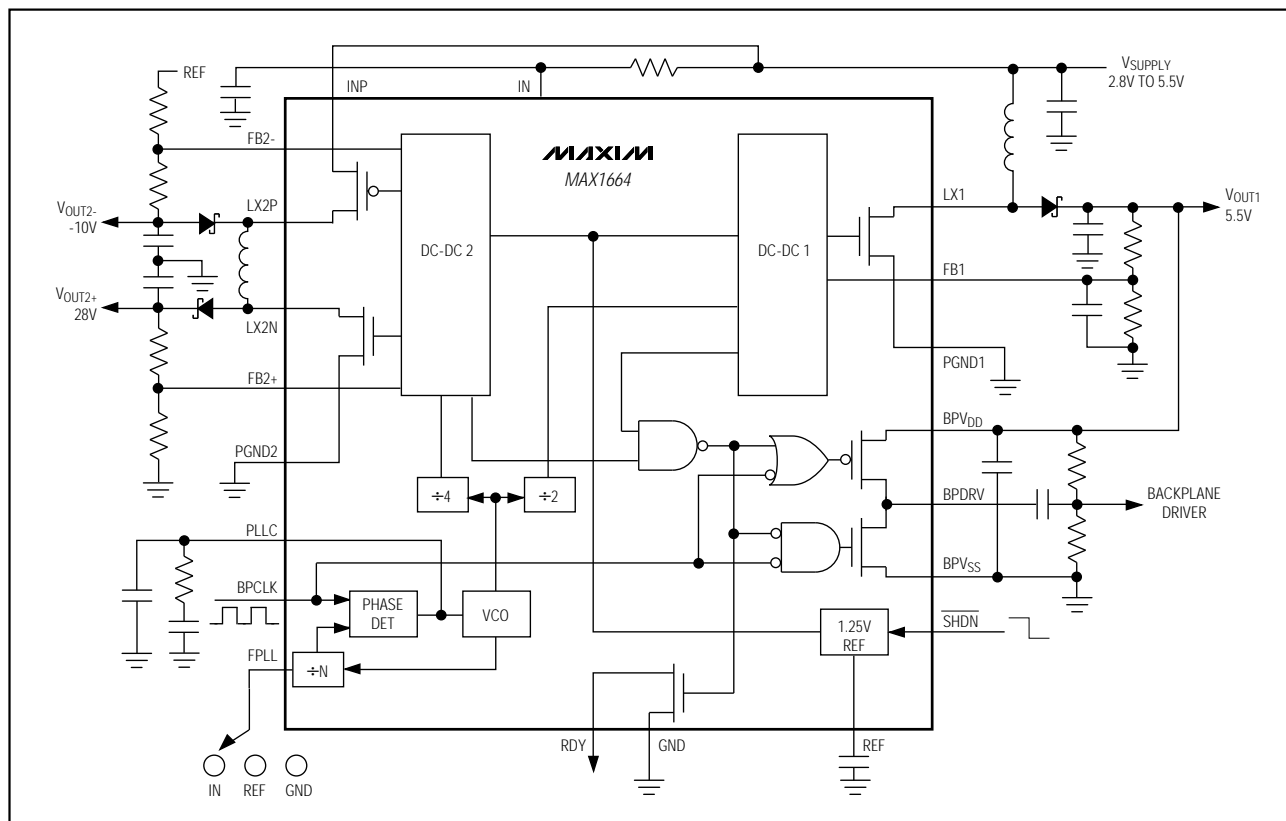 REF
INP
IN
VSUPPLY
2.8V TO 5.5V
FB2-
MAXIM
MAX1664
VOUT2-
-10V
LX2P
DC-DC 2
DC-DC 1
LX1
VOUT1
5.5V
FB1
VOUT2+
28V
LX2N
PGND1
FB2+
PGND2
BPVDD
÷4
÷2
BPDRV
BACKPLANE
DRIVER
PLLC
BPVSS
BPCLK
PHASE
DET
VCO
1.25V
REF
SHDN
FPLL
÷N
RDY
GND
REF
IN
REF
GND